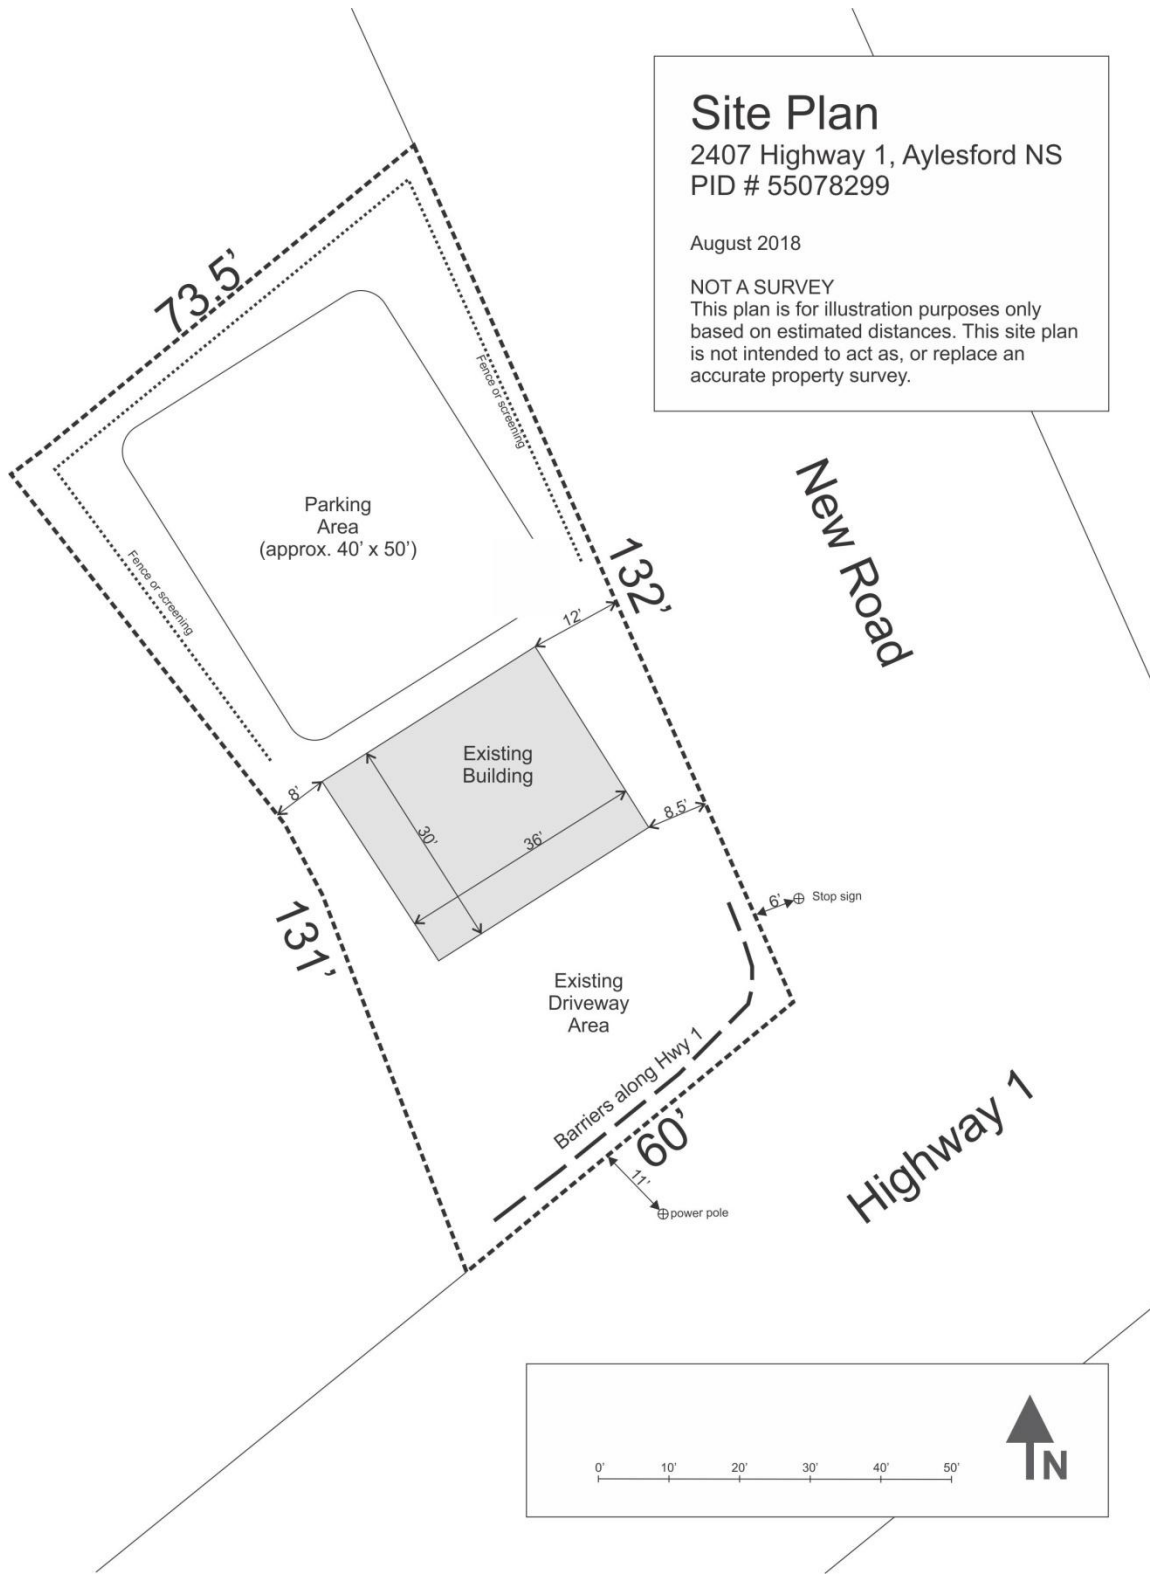 Site Plan
2407 Highway 1, Aylesford NS
PID # 55078299
August 2018
NOT A SURVEY
This plan is for illustration purposes only
based on estimated distances. This site plan
is not intended to act as, or replace an
accurate property survey.
73.5’
Fence or screening
Parking
Area
(approx. 40’ x 50’)
Fence or screening
132’
New Road
12’
Existing
Building
8’
30’
36’
8.5’
131’
6’
Stop sign
Existing
Driveway
Area
Barriers along Hwy 1
60’
11’
power pole
Highway 1
0’ 10’ 20’ 30’ 40’ 50’
N